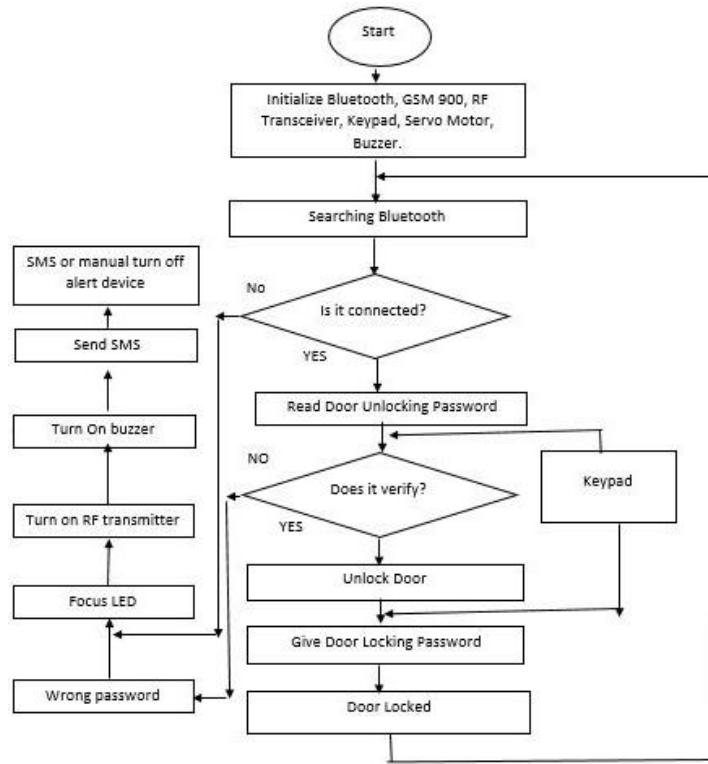 Start
Initialize Bluetooth, GSM 900, RF
Transceiver, Keypad, Servo Motor,
Buzzer.
Searching Bluetooth
SMS or manual turn off
alert device
No
Is it connected?
Send SMS
YES
Read Door Unlocking Password
Turn On buzzer
NO
Does it verify?
Keypad
Turn on RF transmitter
YES
Unlock Door
Focus LED
Give Door Locking Password
Wrong password
Door Locked